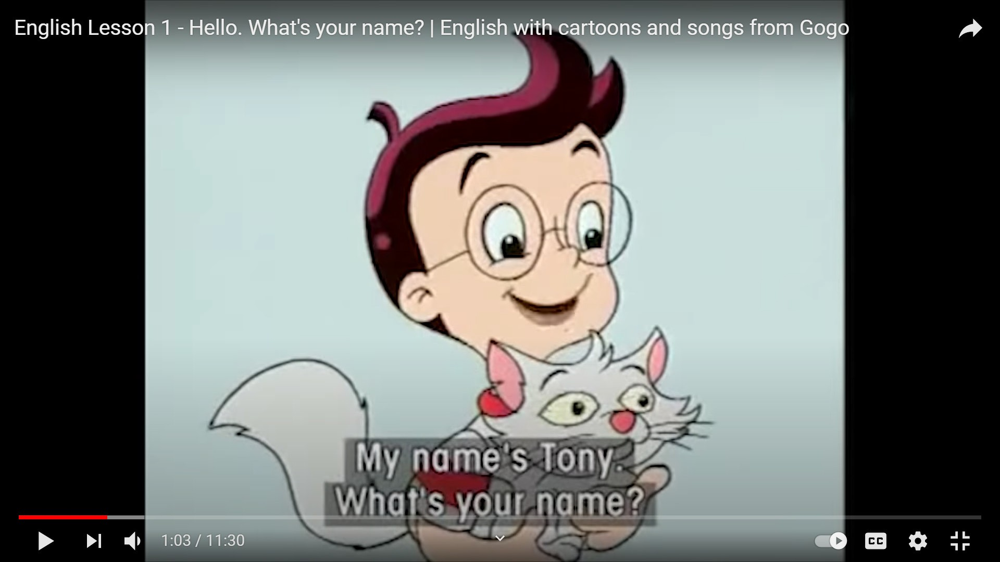 English Lesson 1 - Hello. What's your name? | English with cartoons and songs from Gogo
My name's Tony.
What's your name?
1:03 / 11:30
CC